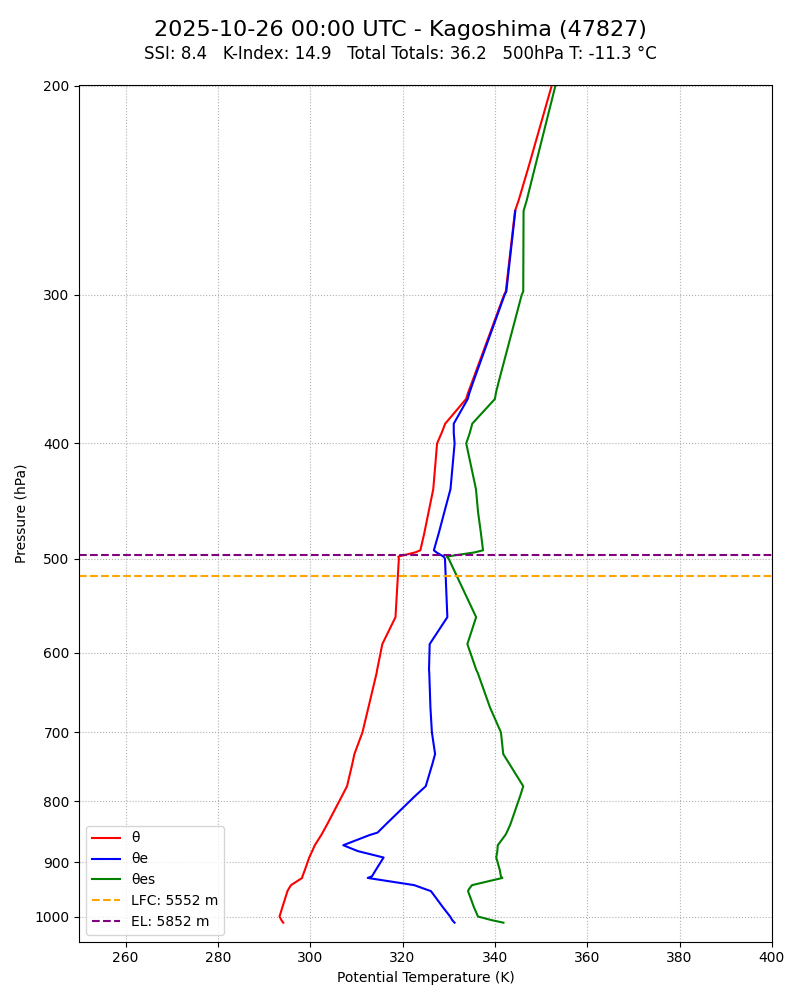 2025-10-26 00:00 UTC - Kagoshima (47827)
SSI: 8.4   K-Index: 14.9   Total Totals: 36.2   500hPa T: -11.3 °C
Pressure (hPa)
200
300
400
500
600
700
800
900
1000
θ
θe
θes
LFC: 5552 m
EL: 5852 m
260 280 300 320 340 360 380 400
Potential Temperature (K)